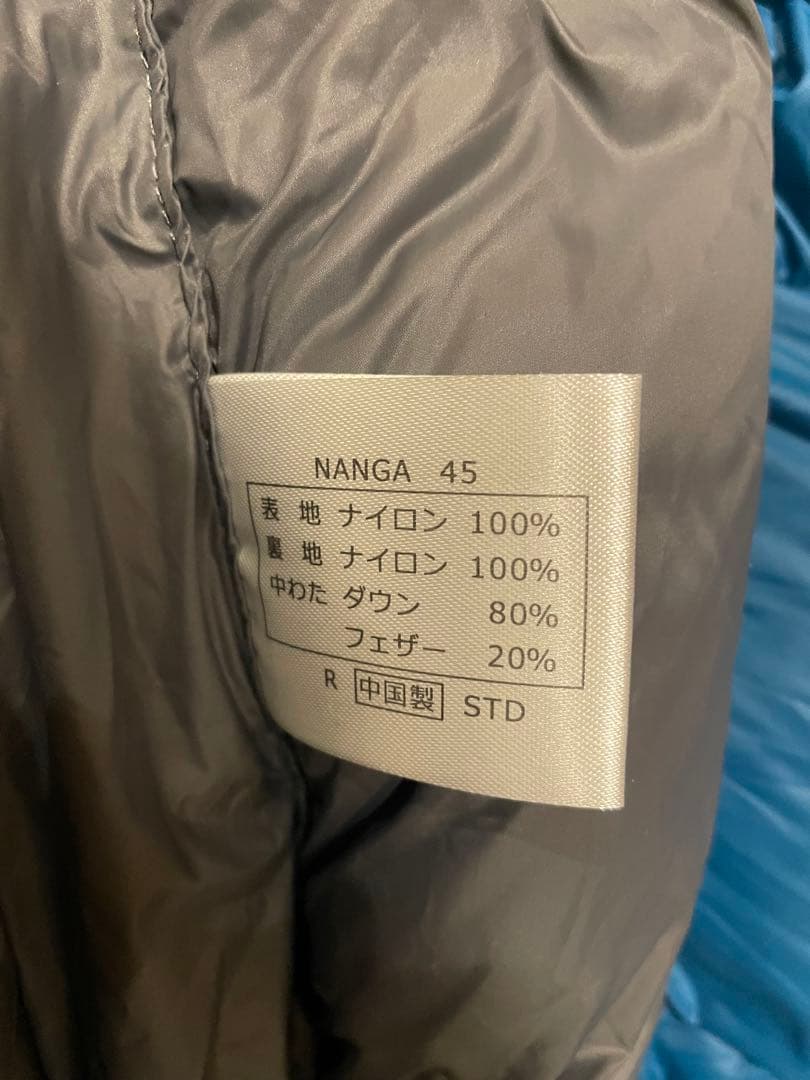 NANGA 45
表 地 ナイロン 100%
裏 地 ナイロン 100%
中わた ダウン 80%
フェザー 20%
R 中国製 STD